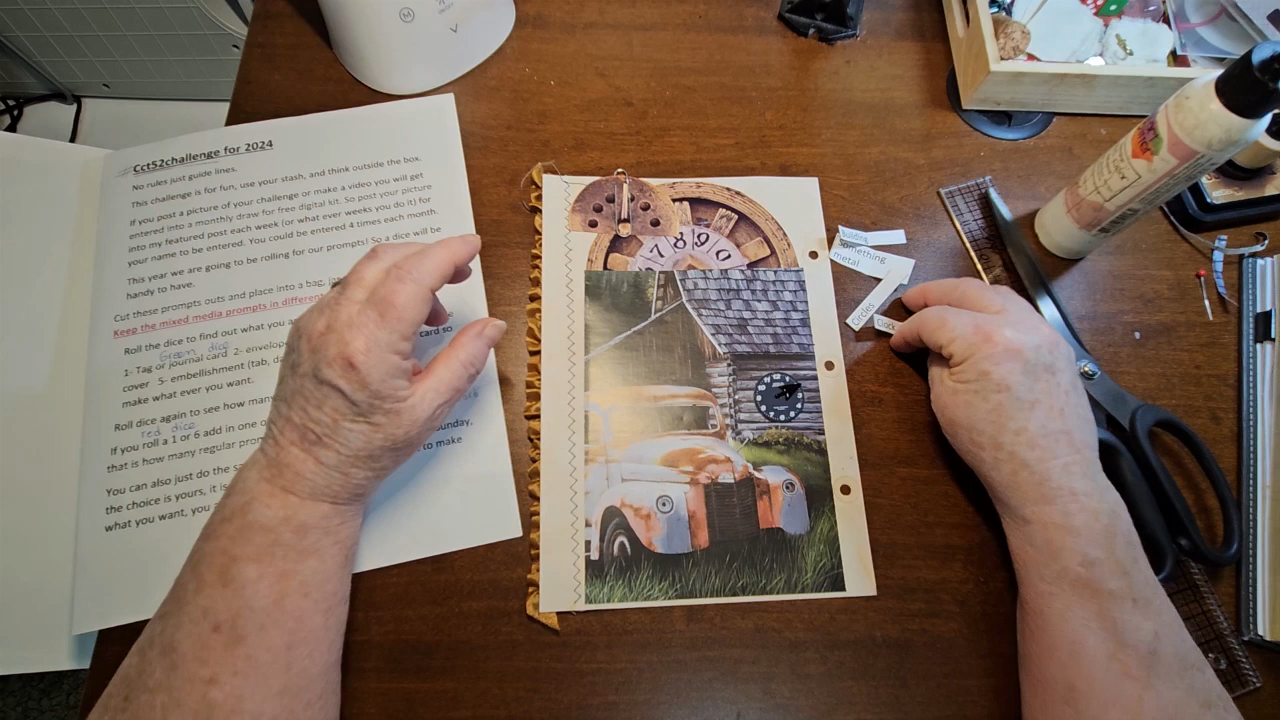 Cct52challenge for 2024
No rules just guide lines.
This challenge is for fun, use your stash, and think outside the box.
If you post a picture of your challenge or make a video you will get
entered into a monthly draw for free digital kit. So post your picture
into my featured post each week (or what ever weeks you do it) for
your name to be entered. You could be entered 4 times each month.
This year we are going to be rolling for our prompts! So a dice will be
handy to have.
Cut these prompts outs and place into a bag,
Keep the mixed media prompts in different
Roll the dice to find out what you
Green dice
1- Tag or journal card 2- envelope
card so
cover 5- embellishment (tab,
make what ever you want.
Roll dice again to see how many
red dice
If you roll a 1 or 6 add in one
that is how many regular
You can also just do the
to make
the choice is yours, it is
what you want, you
7 8 9 0
Building
Something
metal
Circles
Clock
M